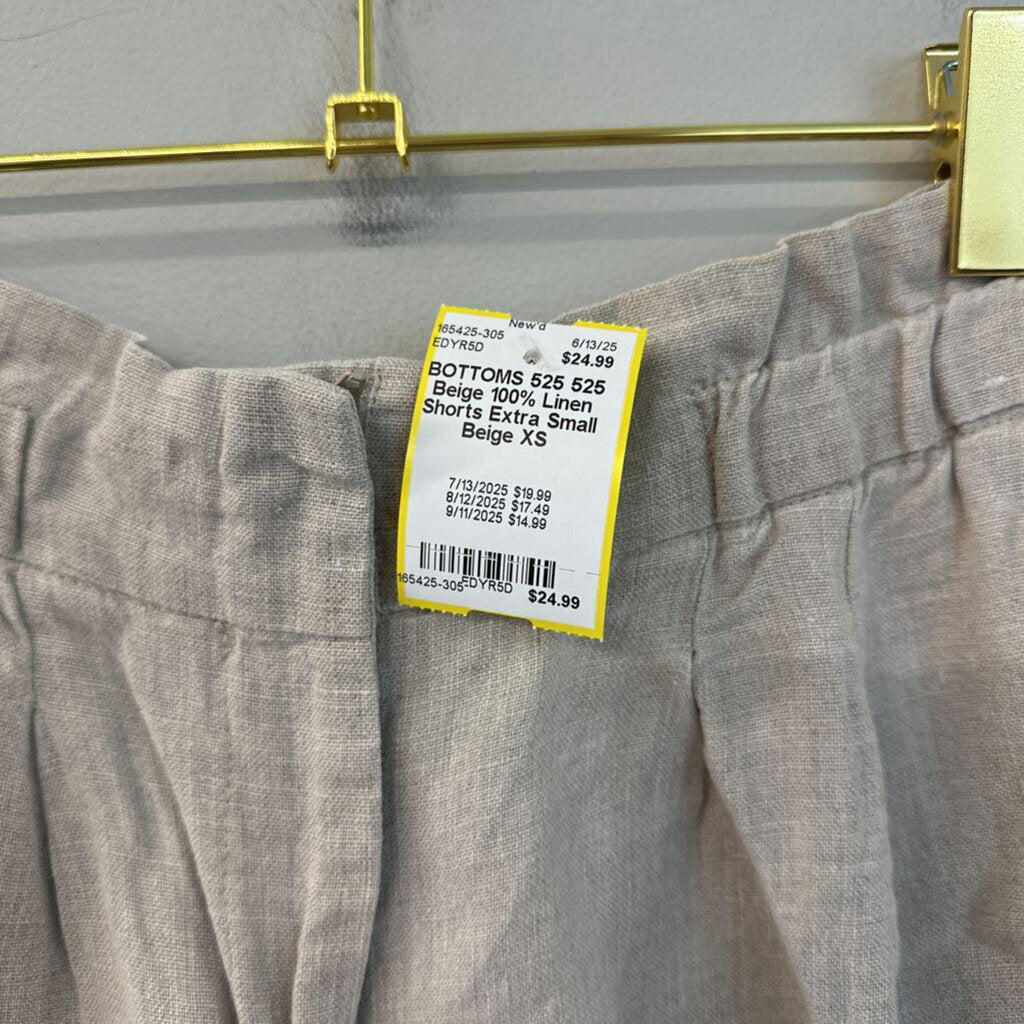 New'd
165425-305 6/13/25
EDYR5D $24.99
BOTTOMS 525 525
Beige 100% Linen
Shorts Extra Small
Beige XS
7/13/2025 $19.99
8/12/2025 $17.49
9/11/2025 $14.99
165425-305 EDYR5D $24.99